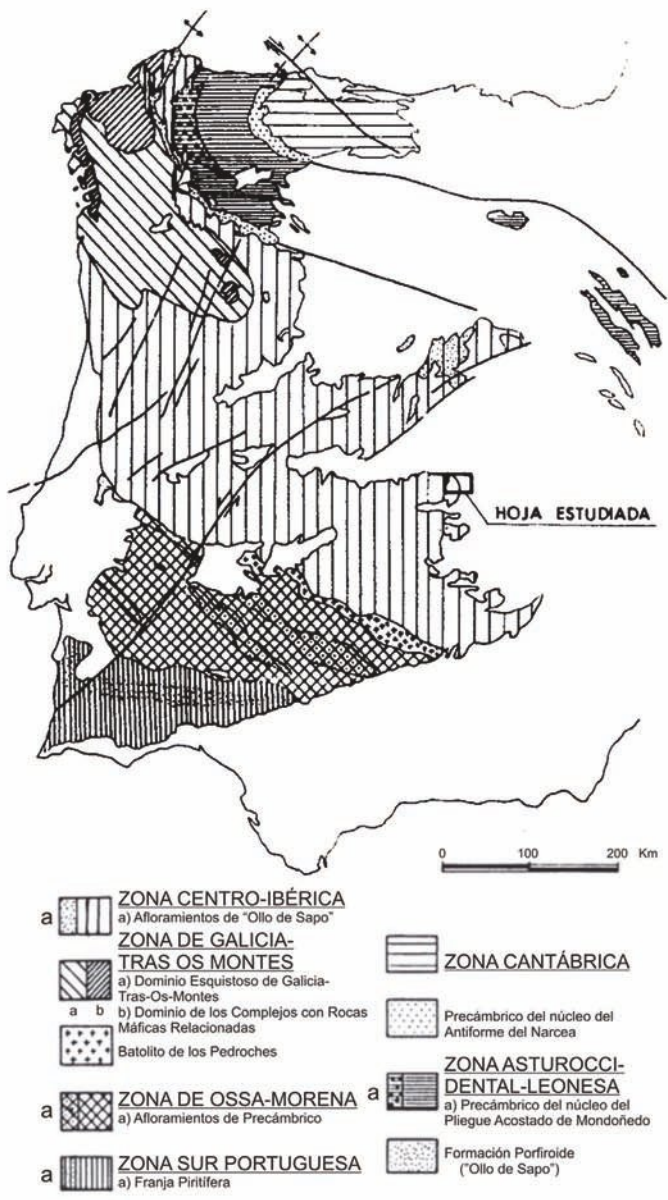 HOJA ESTUDIADA
0 100 200 Km
a
ZONA CENTRO-IBÉRICA
a) Afloramientos de "Ollo de Sapo"
ZONA DE GALICIA-
TRAS OS MONTES
a) Dominio Esquistoso de Galicia-
Tras-Os-Montes
a b
b) Dominio de los Complejos con Rocas
Máficas Relacionadas
Batolito de los Pedroches
a
ZONA DE OSSA-MORENA
a) Afloramientos de Precámbrico
a
ZONA SUR PORTUGUESA
a) Franja Piritífera
ZONA CANTÁBRICA
Precámbrico del núcleo del
Antiforme del Narcea
a
ZONA ASTUROCCI-
DENTAL-LEONESA
a) Precámbrico del núcleo del
Pliegue Acostado de Mondoñedo
Formación Porfiroide
("Ollo de Sapo")